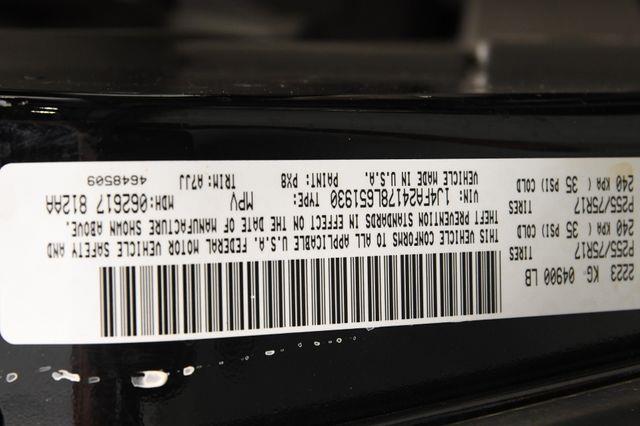 2223 KG 04900 LB
P255/75R17 TIRES
240 KPA ( 35 PSI) COLD
P255/75R17 TIRES
240 KPA ( 35 PSI) COLD
THIS VEHICLE CONFORMS TO ALL APPLICABLE U.S.A. FEDERAL MOTOR VEHICLE SAFETY AND
THEFT PREVENTION STANDARDS IN EFFECT ON THE DATE OF MANUFACTURE SHOWN ABOVE.
VIN: 1J4FA24178L651930 TYPE: MPV MDH:062617 812AA
VEHICLE MADE IN U.S.A. PAINT: PX8 TRIM: A7JJ 4648509